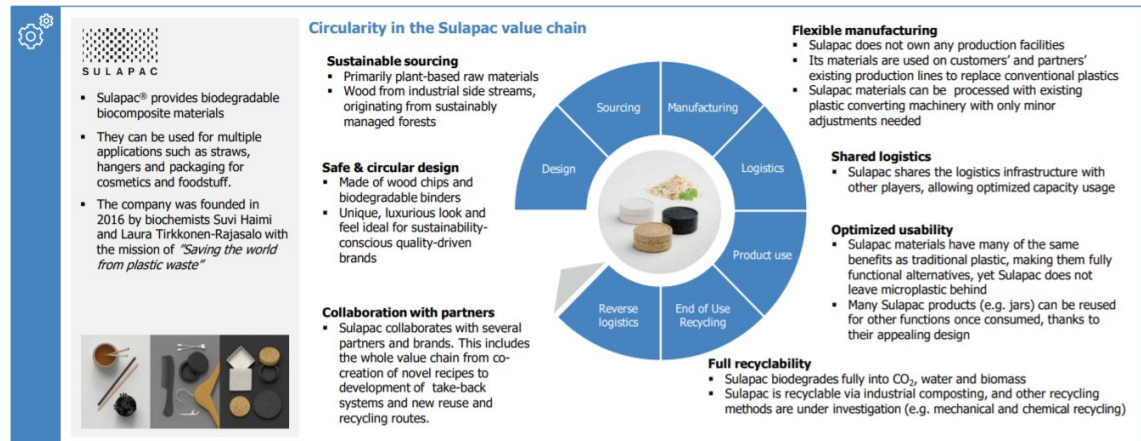 SULAPAC
▪ Sulapac® provides biodegradable
biocomposite materials
▪ They can be used for multiple
applications such as straws,
hangers and packaging for
cosmetics and foodstuff.
▪ The company was founded in
2016 by biochemists Suvi Haimi
and Laura Tirkkonen-Rajasalo with
the mission of "Saving the world
from plastic waste"
Circularity in the Sulapac value chain
Sustainable sourcing
▪ Primarily plant-based raw materials
▪ Wood from industrial side streams,
originating from sustainably
managed forests
Safe & circular design
▪ Made of wood chips and
biodegradable binders
▪ Unique, luxurious look and
feel ideal for sustainability-
conscious quality-driven
brands
Collaboration with partners
▪ Sulapac collaborates with several
partners and brands. This includes
the whole value chain from co-
creation of novel recipes to
development of take-back
systems and new reuse and
recycling routes.
Design
Sourcing
Manufacturing
Logistics
Product use
End of Use
Recycling
Reverse
logistics
Flexible manufacturing
▪ Sulapac does not own any production facilities
▪ Its materials are used on customers' and partners'
existing production lines to replace conventional plastics
▪ Sulapac materials can be processed with existing
plastic converting machinery with only minor
adjustments needed
Shared logistics
▪ Sulapac shares the logistics infrastructure with
other players, allowing optimized capacity usage
Optimized usability
▪ Sulapac materials have many of the same
benefits as traditional plastic, making them fully
functional alternatives, yet Sulapac does not
leave microplastic behind
▪ Many Sulapac products (e.g. jars) can be reused
for other functions once consumed, thanks to
their appealing design
Full recyclability
▪ Sulapac biodegrades fully into CO₂, water and biomass
▪ Sulapac is recyclable via industrial composting, and other recycling
methods are under investigation (e.g. mechanical and chemical recycling)